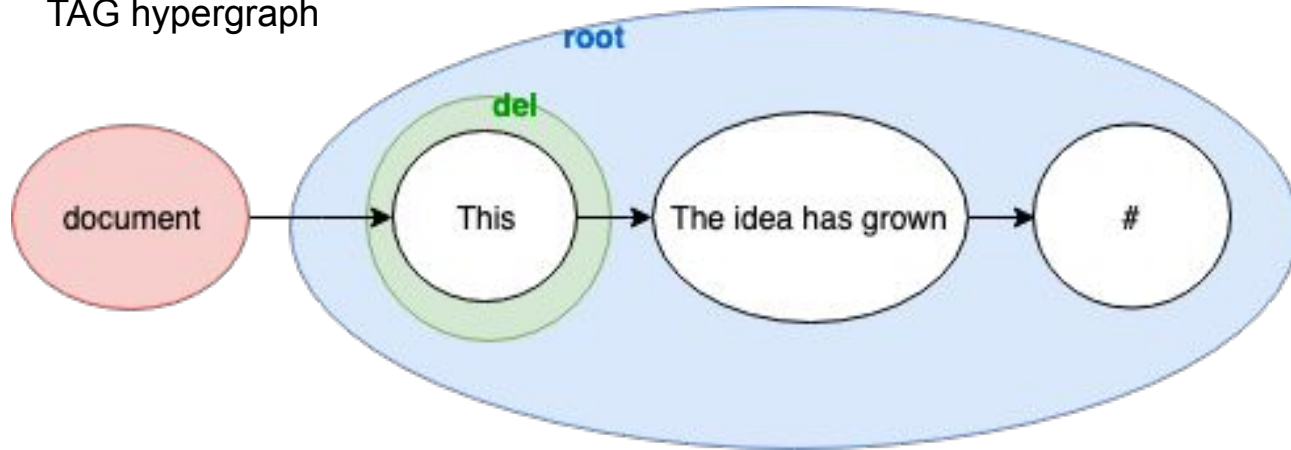 TAG hypergraph
root
del
document
This
The idea has grown
#